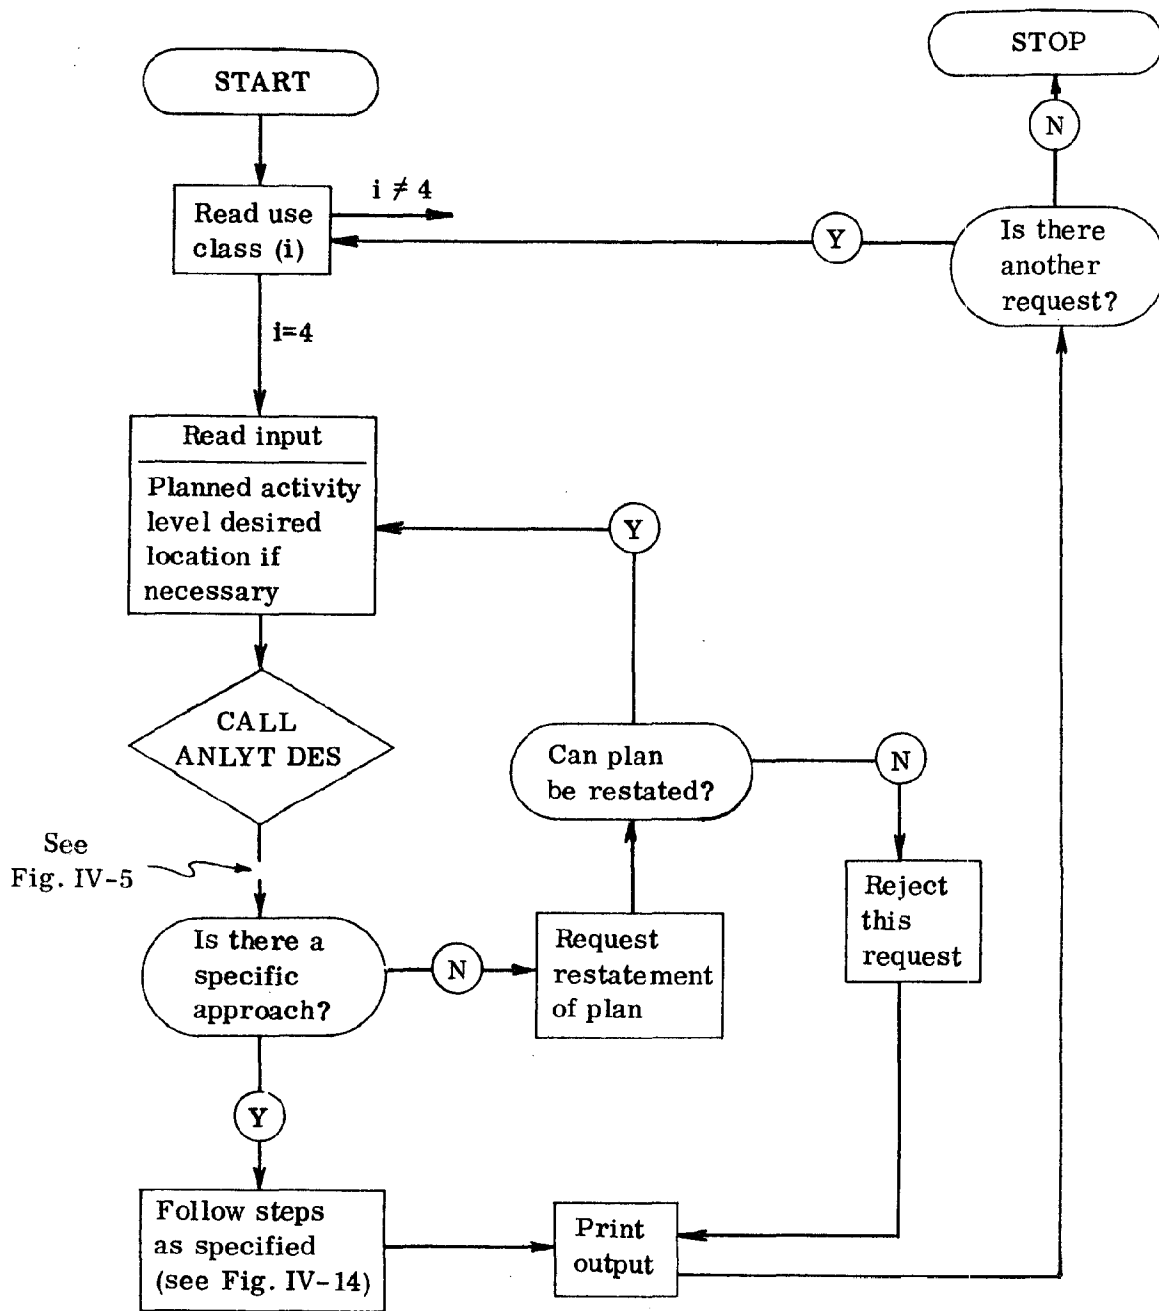 STOP
START
N
i ≠ 4
Read use
class (i)
Y
Is there
another
request?
i=4
Read input
Planned activity
level desired
location if
necessary
Y
CALL
ANLYT DES
Can plan
be restated?
N
See
Fig. IV-5
Reject
this
request
Is there a
specific
approach?
N
Request
restatement
of plan
Y
Follow steps
as specified
(see Fig. IV-14)
Print
output